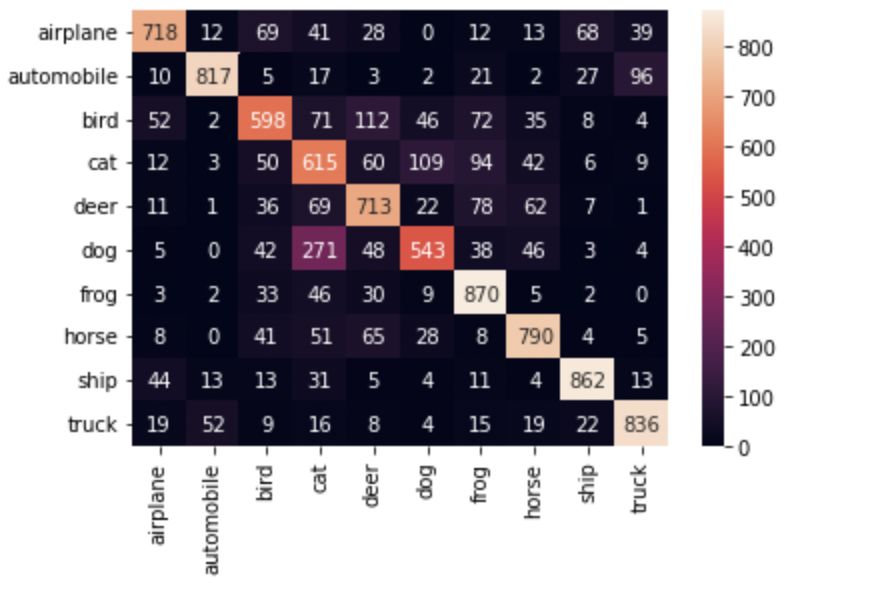 airplane 718 12 69 41 28 0 12 13 68 39
automobile 10 817 5 17 3 2 21 2 27 96
bird 52 2 598 71 112 46 72 35 8 4
cat 12 3 50 615 60 109 94 42 6 9
deer 11 1 36 69 713 22 78 62 7 1
dog 5 0 42 271 48 543 38 46 3 4
frog 3 2 33 46 30 9 870 5 2 0
horse 8 0 41 51 65 28 8 790 4 5
ship 44 13 13 31 5 4 11 4 862 13
truck 19 52 9 16 8 4 15 19 22 836
airplane
automobile
bird
cat
deer
dog
frog
horse
ship
truck
800
700
600
500
400
300
200
100
0